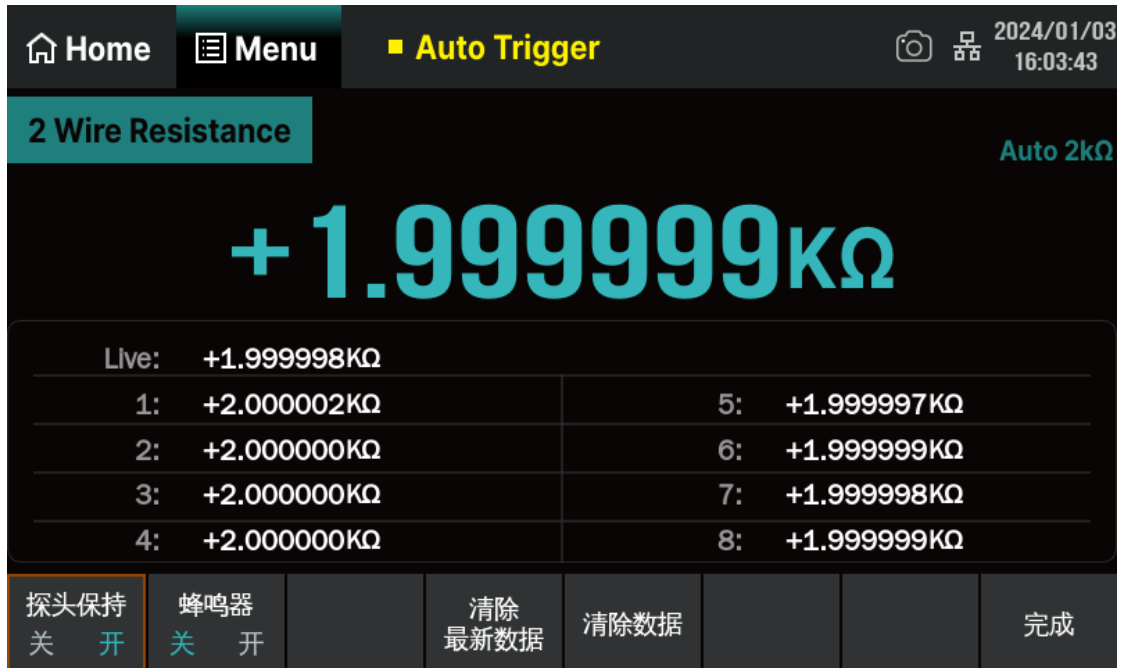 Home Menu Auto Trigger 2024/01/03
16:03:43
2 Wire Resistance
Auto 2kΩ
+1.999999KΩ
Live: +1.999998KΩ
1: +2.000002KΩ 5: +1.999997KΩ
2: +2.000000KΩ 6: +1.999999KΩ
3: +2.000000KΩ 7: +1.999998KΩ
4: +2.000000KΩ 8: +1.999999KΩ
探头保持 蜂鸣器 清除 清除数据 完成
关 开 关 开 最新数据